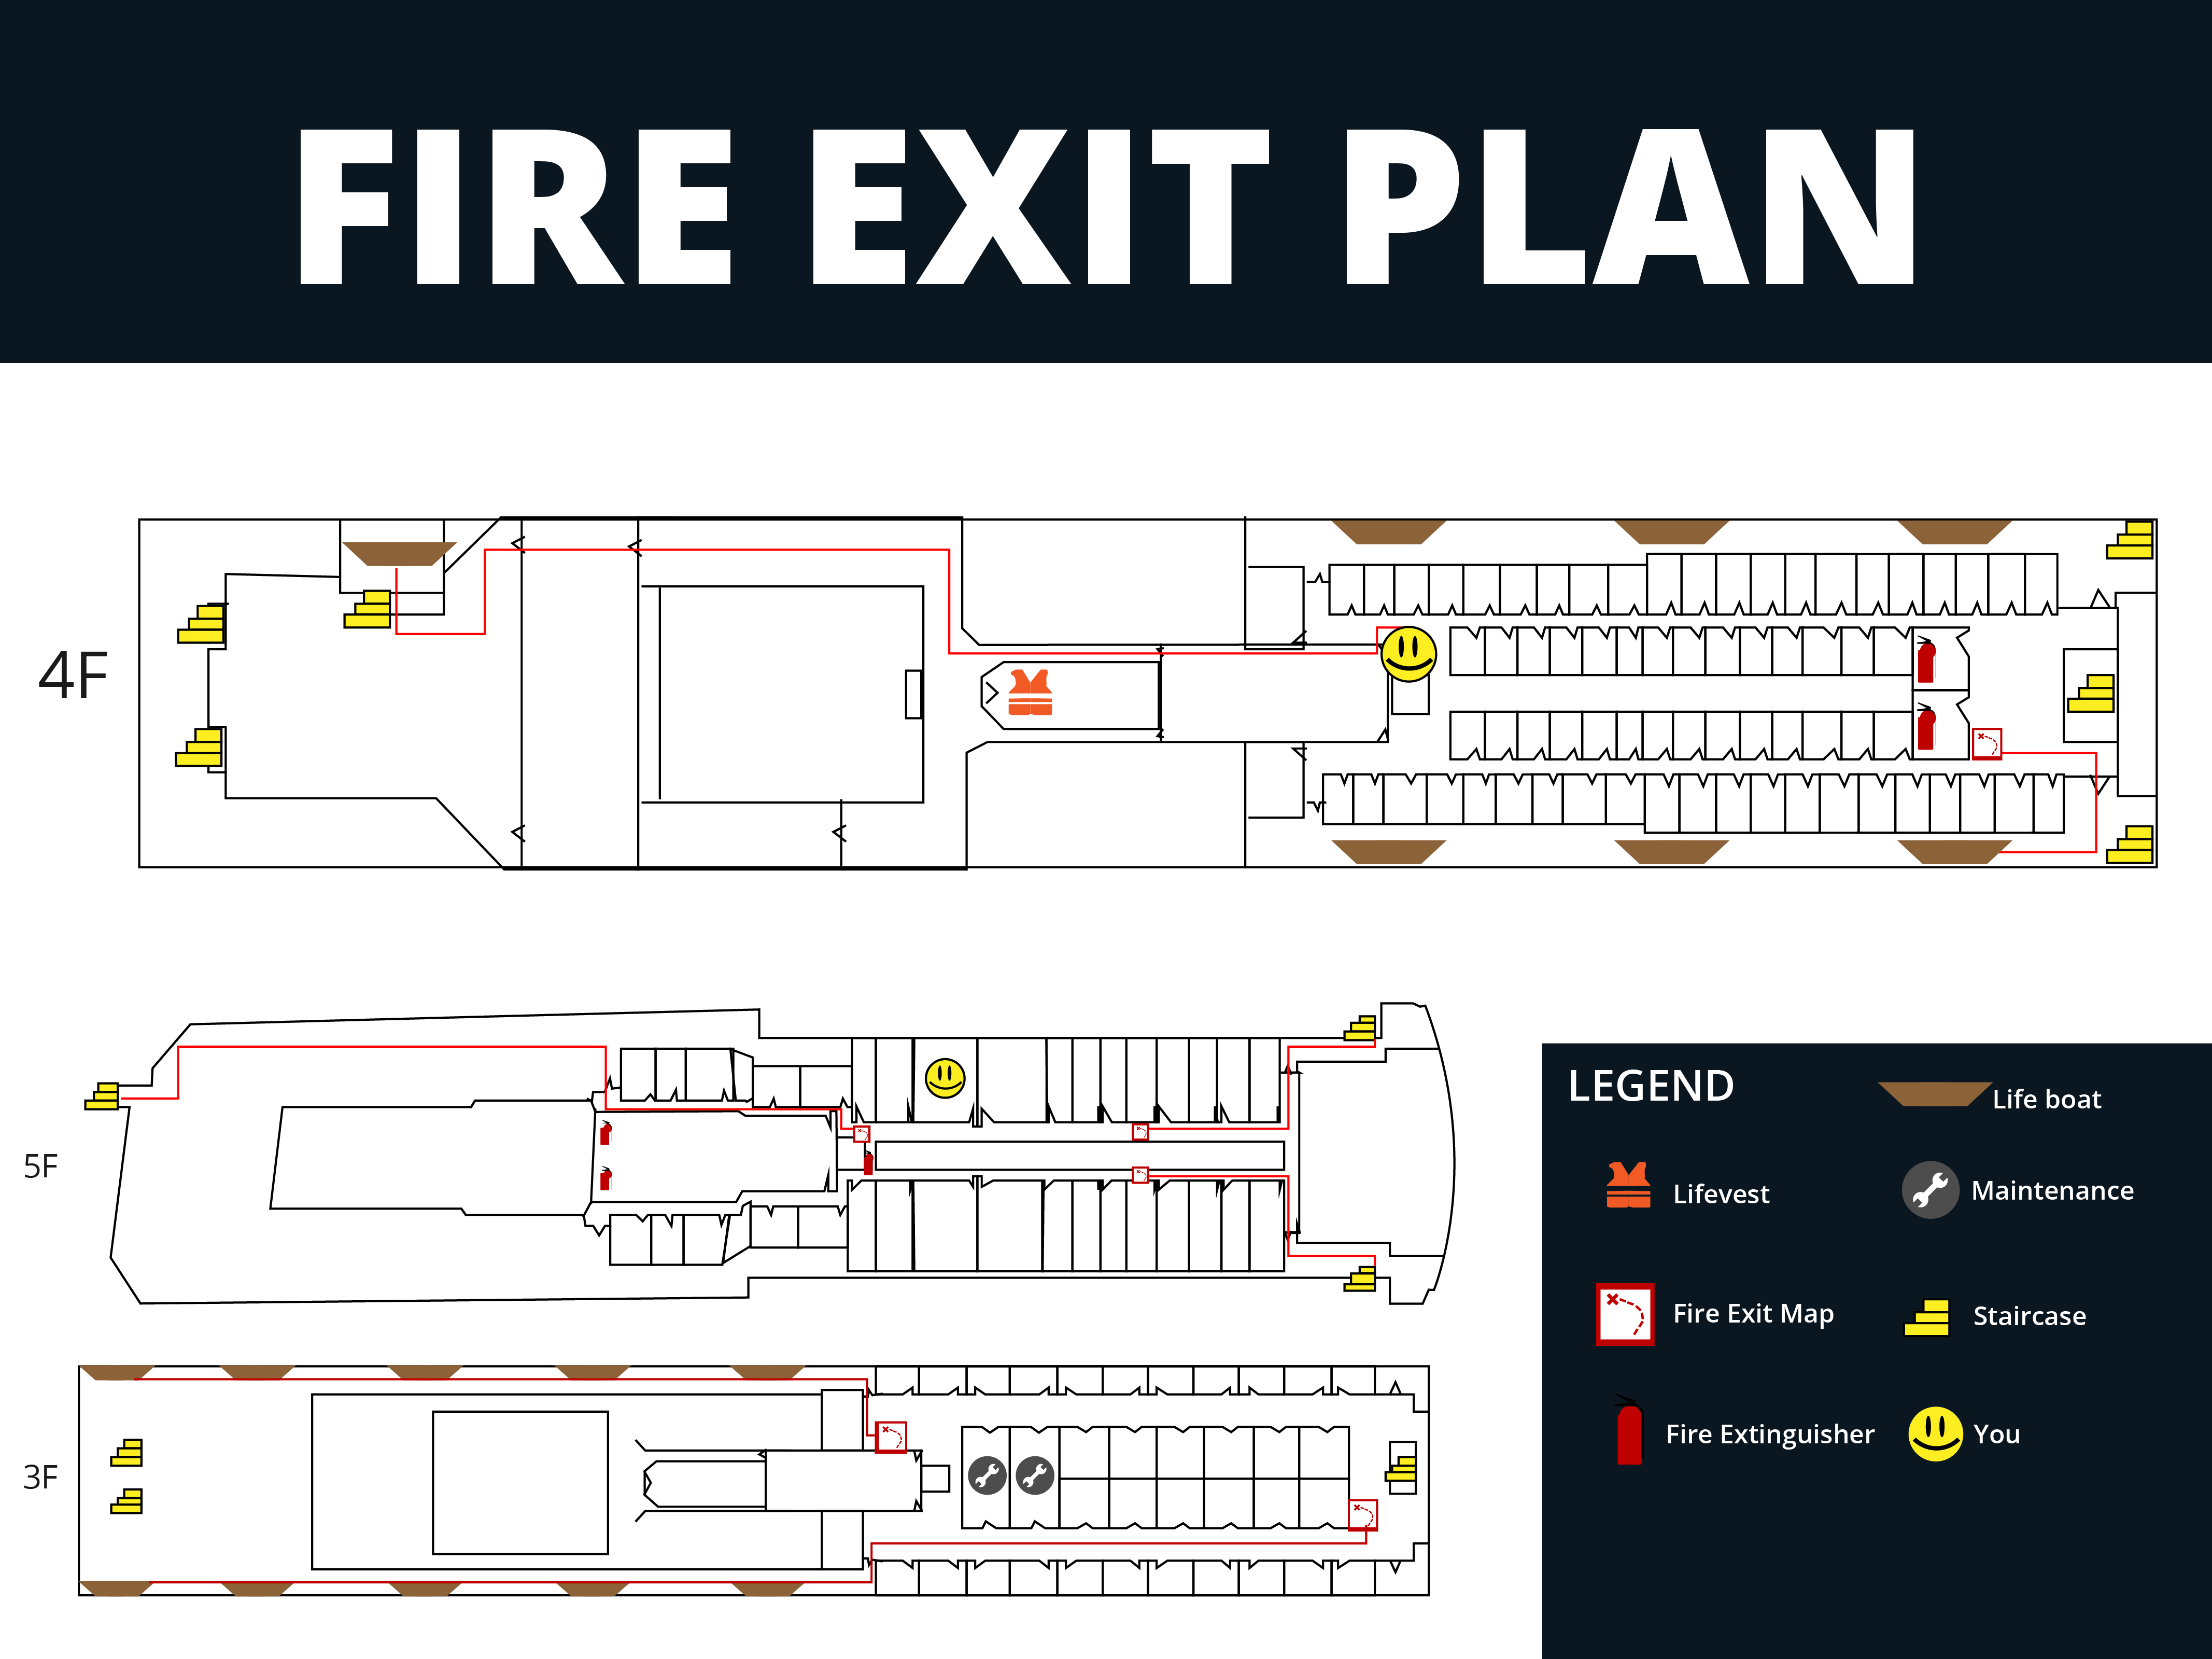 FIRE EXIT PLAN
4F
5F
3F
LEGEND
Life boat
Lifevest
Maintenance
Fire Exit Map
Staircase
Fire Extinguisher
You